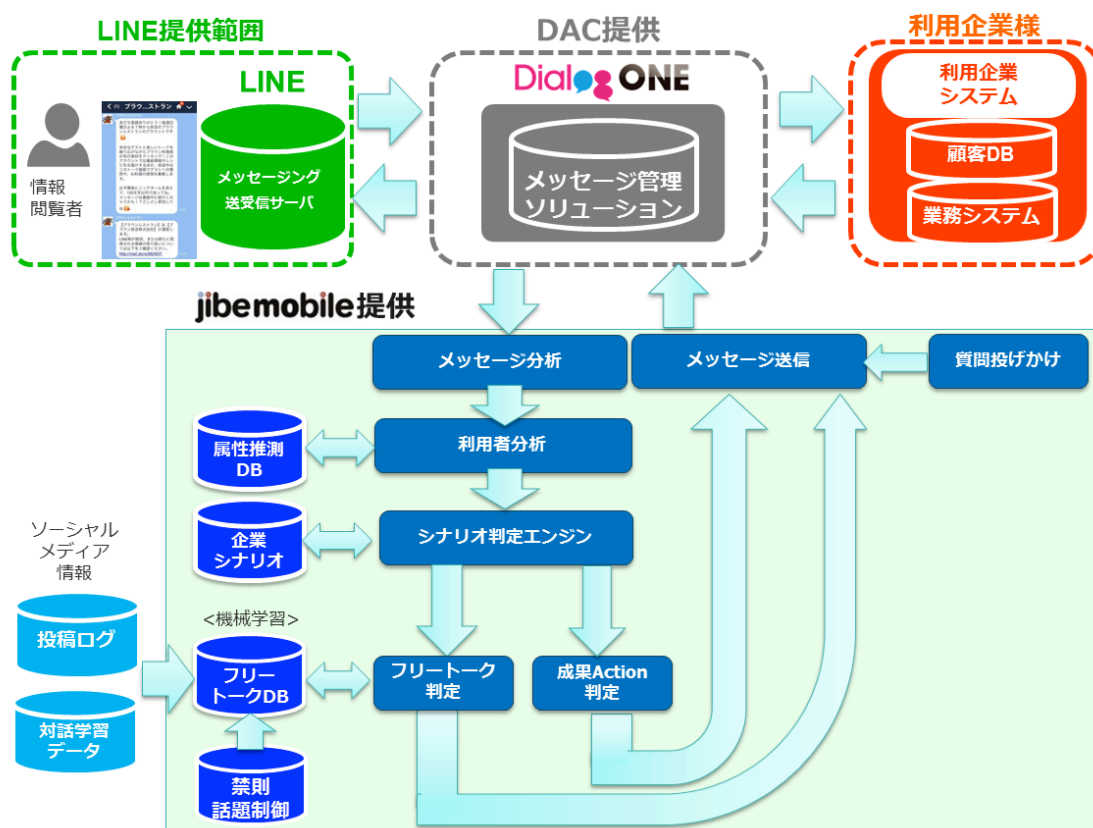 LINE提供範囲
DAC提供
利用企業様
LINE
DialogONE
利用企業
システム
情報
閲覧者
メッセージング
送受信サーバ
メッセージ管理
ソリューション
顧客DB
業務システム
jibemobile提供
メッセージ分析
メッセージ送信
質問投げかけ
属性推測
DB
利用者分析
企業
シナリオ
シナリオ判定エンジン
ソーシャル
メディア
情報
投稿ログ
対話学習
データ
<機械学習>
フリー
トークDB
フリートーク
判定
成果Action
判定
禁則
話題制御